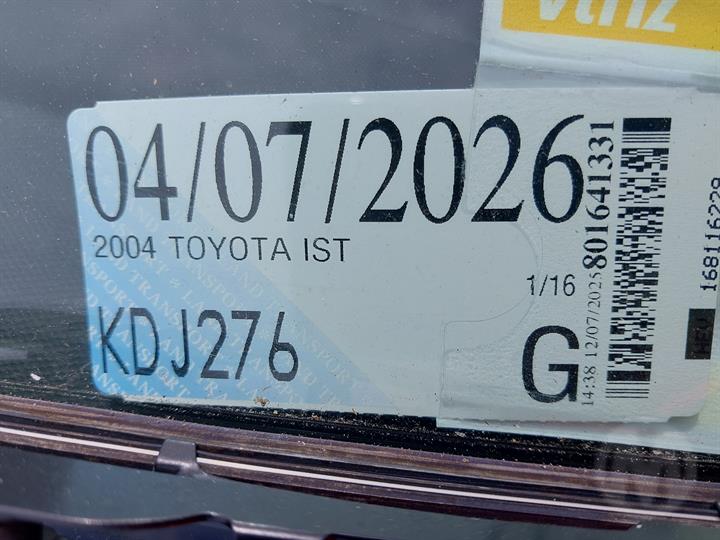 vtnz
04/07/2026
2004 TOYOTA IST
1/16
KDJ276
G
14:38 12/07/2025
801641331
168116229